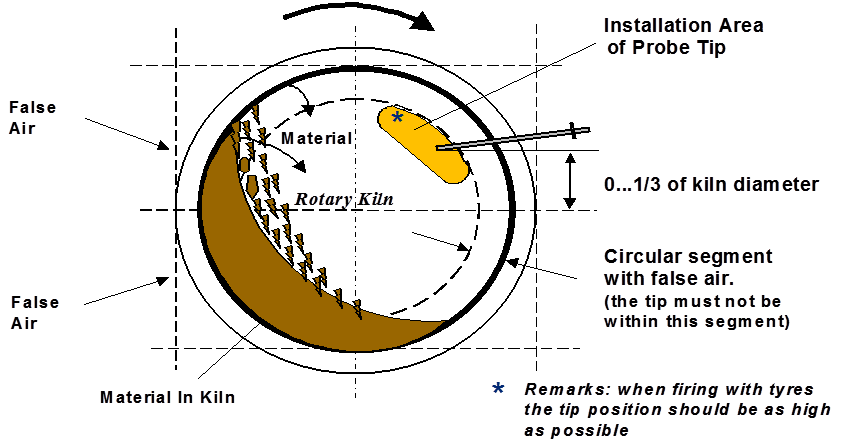 Installation Area
of Probe Tip
False
Air
Material
0...1/3 of kiln diameter
Rotary Kiln
Circular segment
with false air.
(the tip must not be
within this segment)
False
Air
Material In Kiln
* Remarks: when firing with tyres
the tip position should be as high
as possible